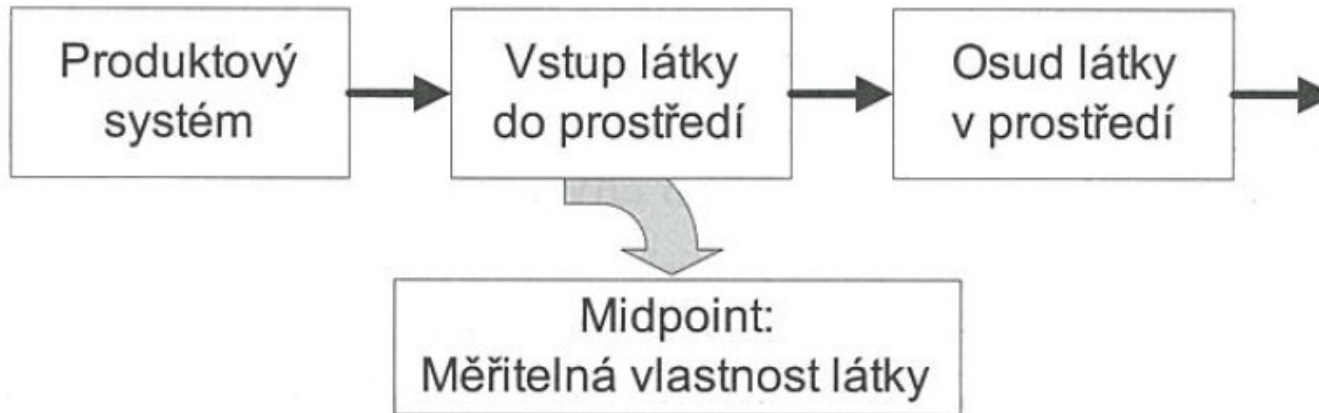 Produktový
systém
Vstup látky
do prostředí
Osud látky
v prostředí
Midpoint:
Měřitelná vlastnost látky